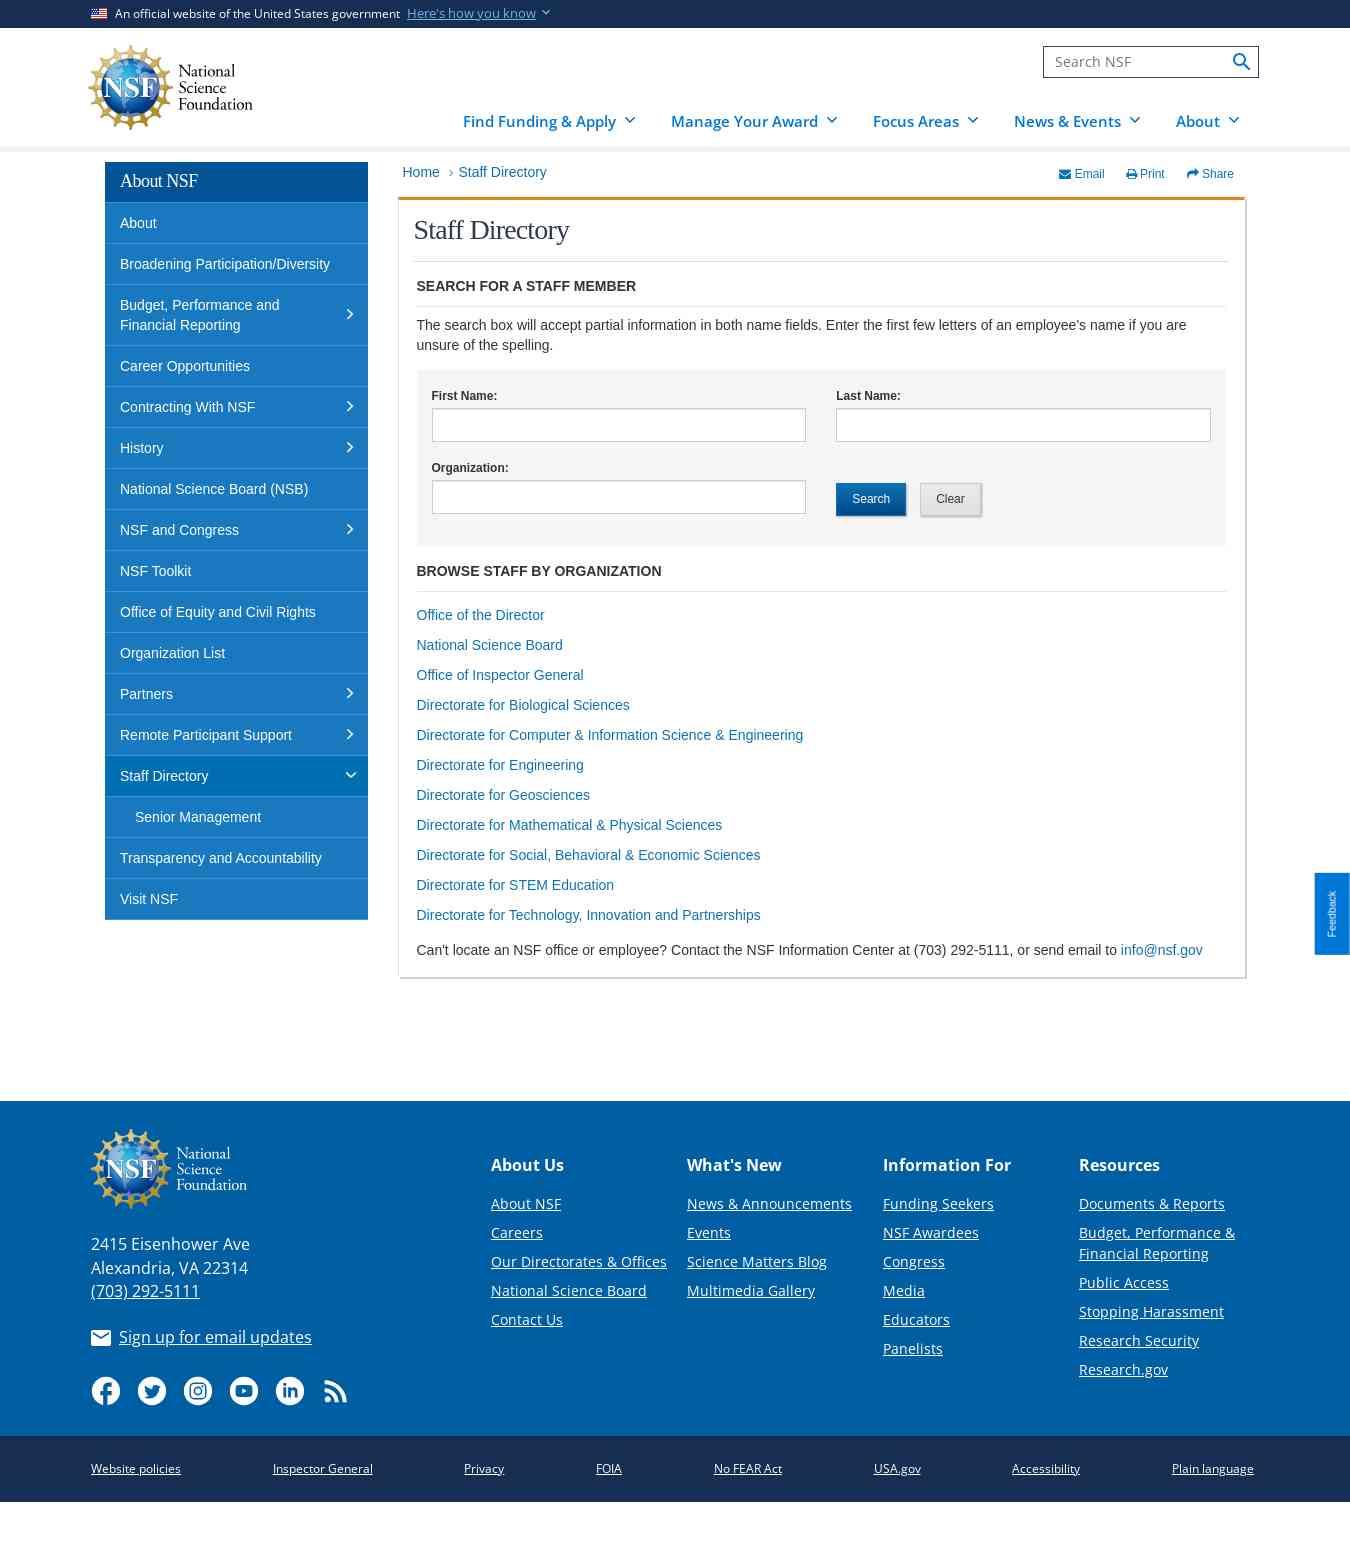 An official website of the United States government Here's how you know
NSF
National
Science
Foundation
Search NSF
Find Funding & Apply
Manage Your Award
Focus Areas
News & Events
About
About NSF
About
Broadening Participation/Diversity
Budget, Performance and
Financial Reporting
Career Opportunities
Contracting With NSF
History
National Science Board (NSB)
NSF and Congress
NSF Toolkit
Office of Equity and Civil Rights
Organization List
Partners
Remote Participant Support
Staff Directory
Senior Management
Transparency and Accountability
Visit NSF
Home › Staff Directory
Email
Print
Share
Staff Directory
SEARCH FOR A STAFF MEMBER
The search box will accept partial information in both name fields. Enter the first few letters of an employee's name if you are
unsure of the spelling.
First Name:
Last Name:
Organization:
Search
Clear
BROWSE STAFF BY ORGANIZATION
Office of the Director
National Science Board
Office of Inspector General
Directorate for Biological Sciences
Directorate for Computer & Information Science & Engineering
Directorate for Engineering
Directorate for Geosciences
Directorate for Mathematical & Physical Sciences
Directorate for Social, Behavioral & Economic Sciences
Directorate for STEM Education
Directorate for Technology, Innovation and Partnerships
Can't locate an NSF office or employee? Contact the NSF Information Center at (703) 292-5111, or send email to info@nsf.gov
Feedback
NSF
National
Science
Foundation
2415 Eisenhower Ave
Alexandria, VA 22314
(703) 292-5111
Sign up for email updates
About Us
About NSF
Careers
Our Directorates & Offices
National Science Board
Contact Us
What's New
News & Announcements
Events
Science Matters Blog
Multimedia Gallery
Information For
Funding Seekers
NSF Awardees
Congress
Media
Educators
Panelists
Resources
Documents & Reports
Budget, Performance &
Financial Reporting
Public Access
Stopping Harassment
Research Security
Research.gov
Website policies
Inspector General
Privacy
FOIA
No FEAR Act
USA.gov
Accessibility
Plain language